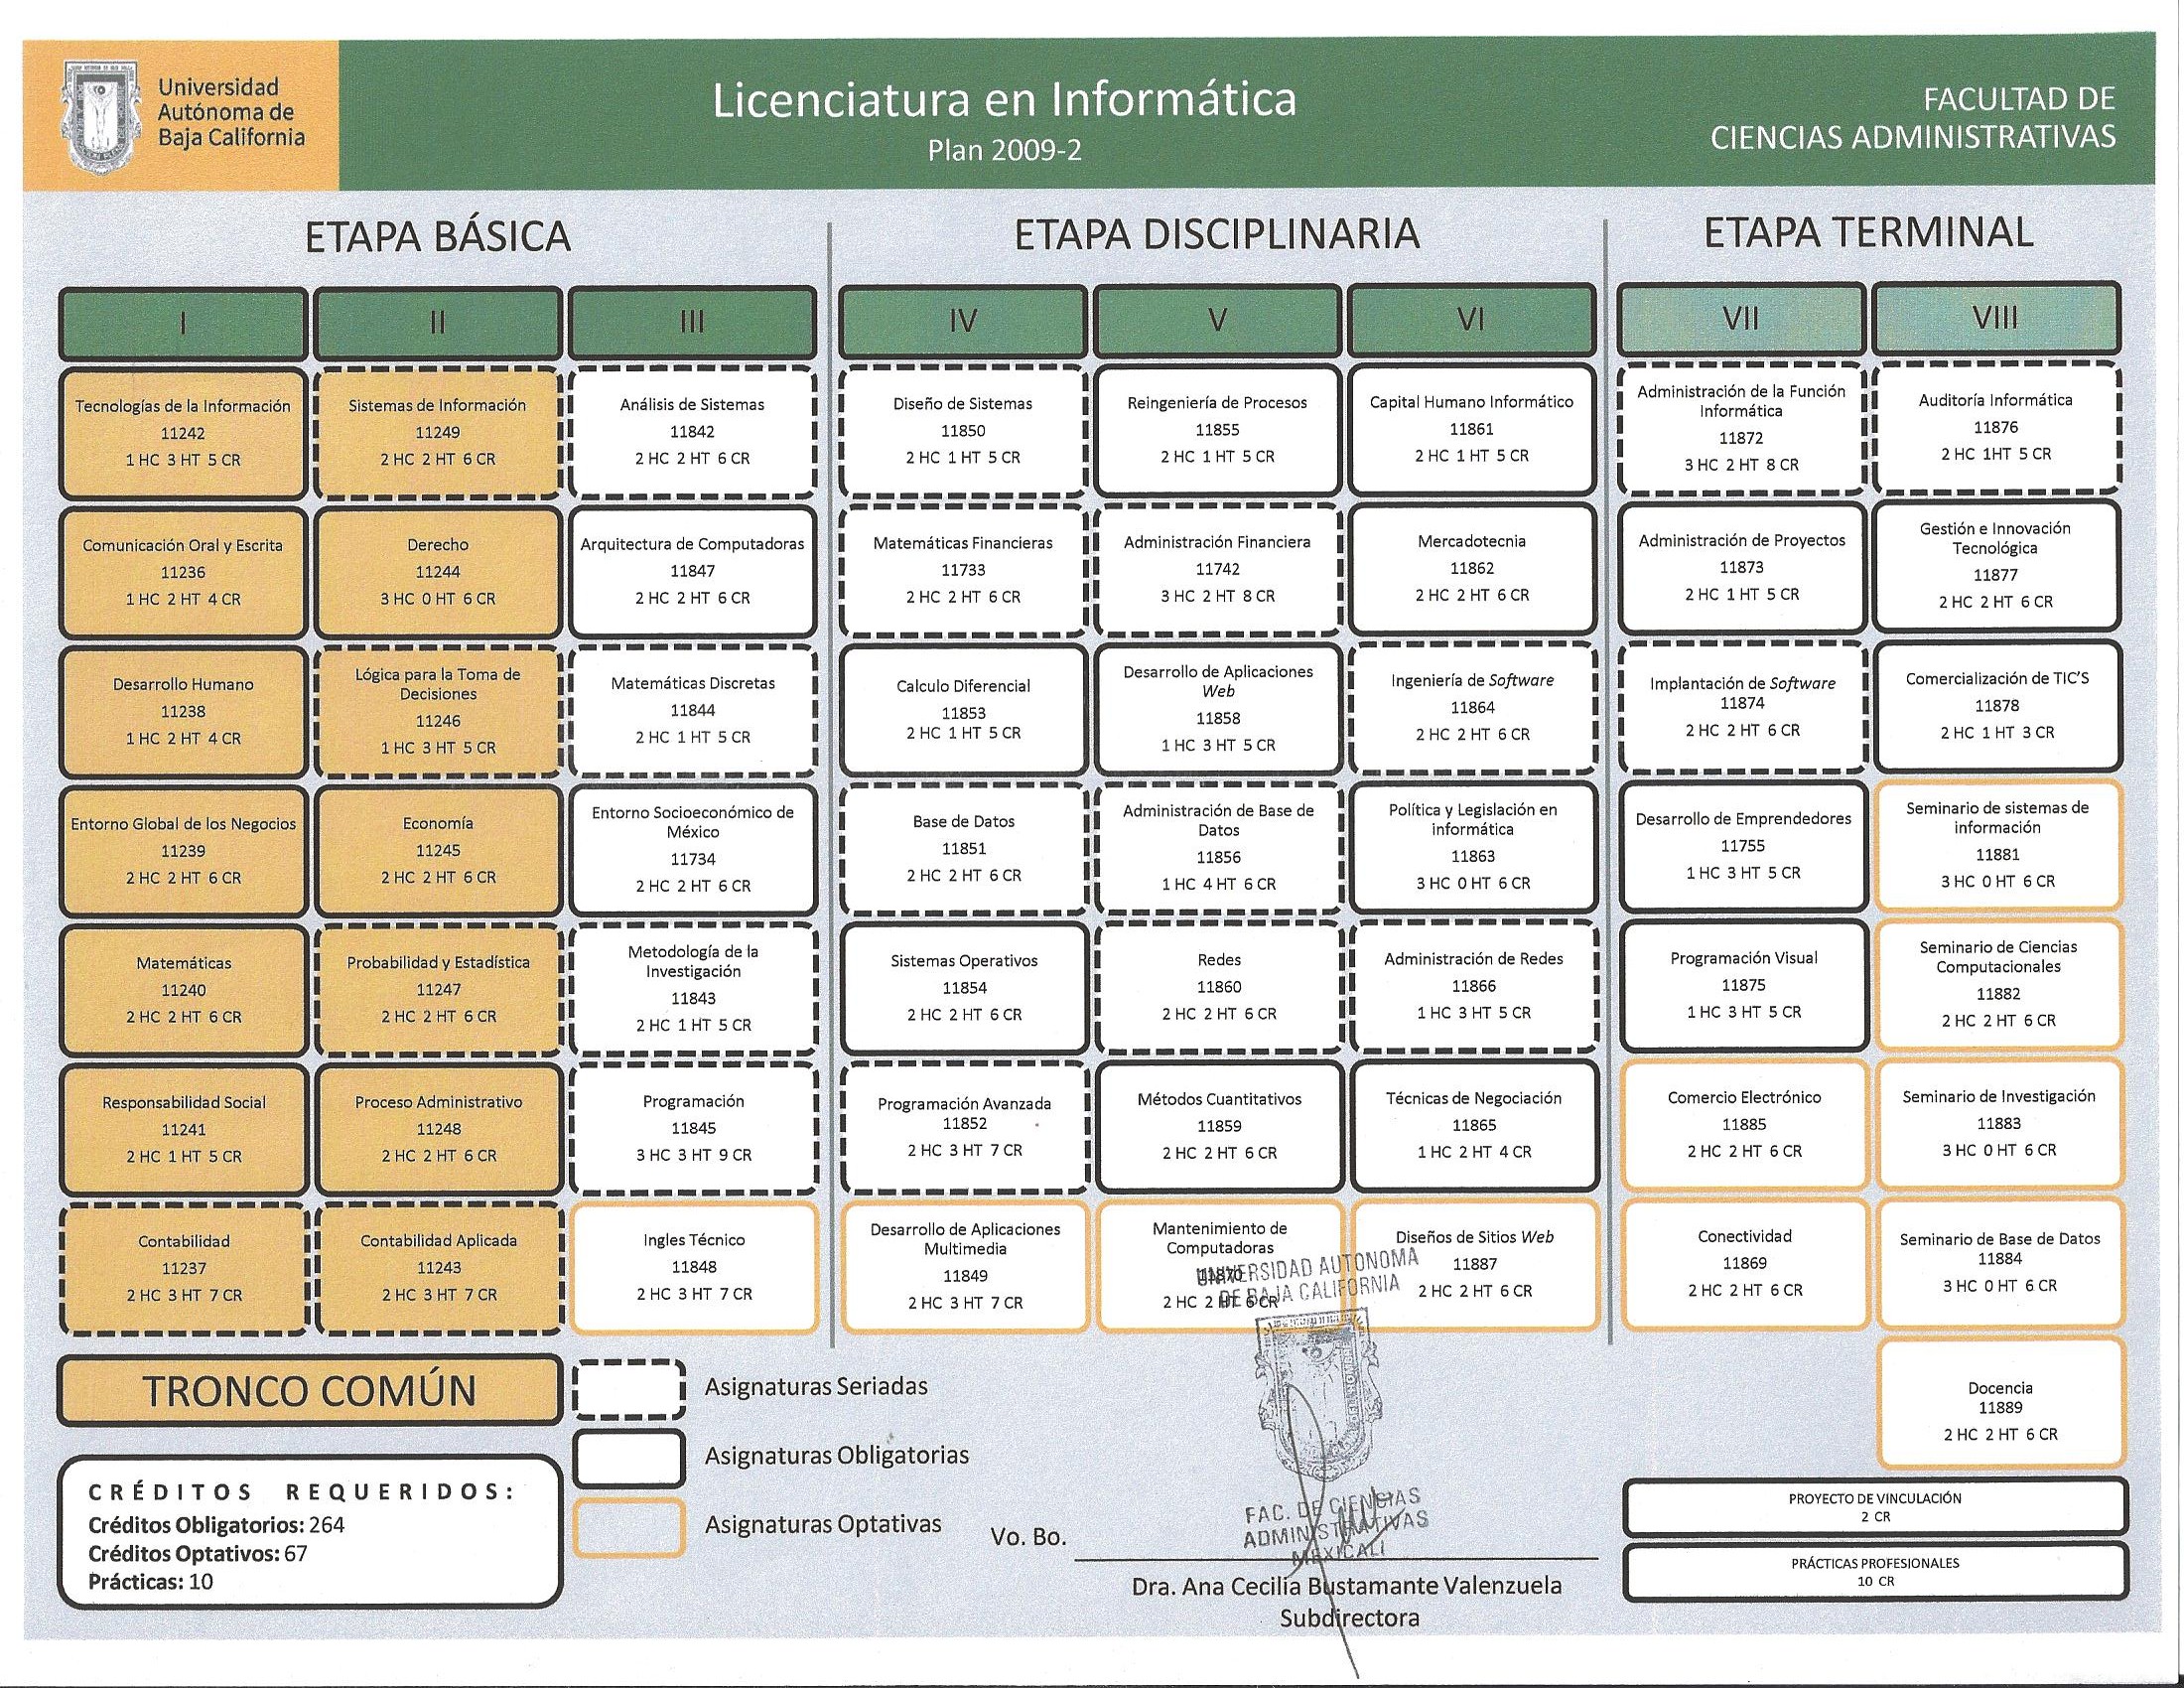 Universidad
Autónoma de
Baja California
Licenciatura en Informática
Plan 2009-2
FACULTAD DE
CIENCIAS ADMINISTRATIVAS
ETAPA BÁSICA
ETAPA DISCIPLINARIA
ETAPA TERMINAL
I
II
III
IV
V
VI
VII
VIII
Tecnologías de la Información
11242
1 HC 3 HT 5 CR
Sistemas de Información
11249
2 HC 2 HT 6 CR
Análisis de Sistemas
11842
2 HC 2 HT 6 CR
Diseño de Sistemas
11850
2 HC 1 HT 5 CR
Reingeniería de Procesos
11855
2 HC 1 HT 5 CR
Capital Humano Informático
11861
2 HC 1 HT 5 CR
Administración de la Función
Informática
11872
3 HC 2 HT 8 CR
Auditoría Informática
11876
2 HC 1HT 5 CR
Comunicación Oral y Escrita
11236
1 HC 2 HT 4 CR
Derecho
11244
3 HC 0 HT 6 CR
Arquitectura de Computadoras
11847
2 HC 2 HT 6 CR
Matemáticas Financieras
11733
2 HC 2 HT 6 CR
Administración Financiera
11742
3 HC 2 HT 8 CR
Mercadotecnia
11862
2 HC 2 HT 6 CR
Administración de Proyectos
11873
2 HC 1 HT 5 CR
Gestión e Innovación
Tecnológica
11877
2 HC 2 HT 6 CR
Desarrollo Humano
11238
1 HC 2 HT 4 CR
Lógica para la Toma de
Decisiones
11246
1 HC 3 HT 5 CR
Matemáticas Discretas
11844
2 HC 1 HT 5 CR
Calculo Diferencial
11853
2 HC 1 HT 5 CR
Desarrollo de Aplicaciones
Web
11858
1 HC 3 HT 5 CR
Ingeniería de Software
11864
2 HC 2 HT 6 CR
Implantación de Software
11874
2 HC 2 HT 6 CR
Comercialización de TIC'S
11878
2 HC 1 HT 3 CR
Entorno Global de los Negocios
11239
2 HC 2 HT 6 CR
Economía
11245
2 HC 2 HT 6 CR
Entorno Socioeconómico de
México
11734
2 HC 2 HT 6 CR
Base de Datos
11851
2 HC 2 HT 6 CR
Administración de Base de
Datos
11856
1 HC 4 HT 6 CR
Política y Legislación en
informática
11863
3 HC 0 HT 6 CR
Desarrollo de Emprendedores
11755
1 HC 3 HT 5 CR
Seminario de sistemas de
información
11881
3 HC 0 HT 6 CR
Matemáticas
11240
2 HC 2 HT 6 CR
Probabilidad y Estadística
11247
2 HC 2 HT 6 CR
Metodología de la
Investigación
11843
2 HC 1 HT 5 CR
Sistemas Operativos
11854
2 HC 2 HT 6 CR
Redes
11860
2 HC 2 HT 6 CR
Administración de Redes
11866
1 HC 3 HT 5 CR
Programación Visual
11875
1 HC 3 HT 5 CR
Seminario de Ciencias
Computacionales
11882
2 HC 2 HT 6 CR
Responsabilidad Social
11241
2 HC 1 HT 5 CR
Proceso Administrativo
11248
2 HC 2 HT 6 CR
Programación
11845
3 HC 3 HT 9 CR
Programación Avanzada
11852
2 HC 3 HT 7 CR
Métodos Cuantitativos
11859
2 HC 2 HT 6 CR
Técnicas de Negociación
11865
1 HC 2 HT 4 CR
Comercio Electrónico
11885
2 HC 2 HT 6 CR
Seminario de Investigación
11883
3 HC 0 HT 6 CR
Contabilidad
11237
2 HC 3 HT 7 CR
Contabilidad Aplicada
11243
2 HC 3 HT 7 CR
Ingles Técnico
11848
2 HC 3 HT 7 CR
Desarrollo de Aplicaciones
Multimedia
11849
2 HC 3 HT 7 CR
Mantenimiento de
Computadoras
2 HC 2 HT 6 CR
Diseños de Sitios Web
11887
2 HC 2 HT 6 CR
Conectividad
11869
2 HC 2 HT 6 CR
Seminario de Base de Datos
11884
3 HC 0 HT 6 CR
UNIVERSIDAD AUTONOMA
DE BAJA CALIFORNIA
Docencia
11889
2 HC 2 HT 6 CR
TRONCO COMÚN
Asignaturas Seriadas
Asignaturas Obligatorias
Asignaturas Optativas
CRÉDITOS REQUERIDOS:
Créditos Obligatorios: 264
Créditos Optativos: 67
Prácticas: 10
FAC. DE CIENCIAS
ADMINISTRATIVAS
MEXICALI
Vo. Bo.
Dra. Ana Cecilia Bustamante Valenzuela
Subdirectora
PROYECTO DE VINCULACIÓN
2 CR
PRÁCTICAS PROFESIONALES
10 CR